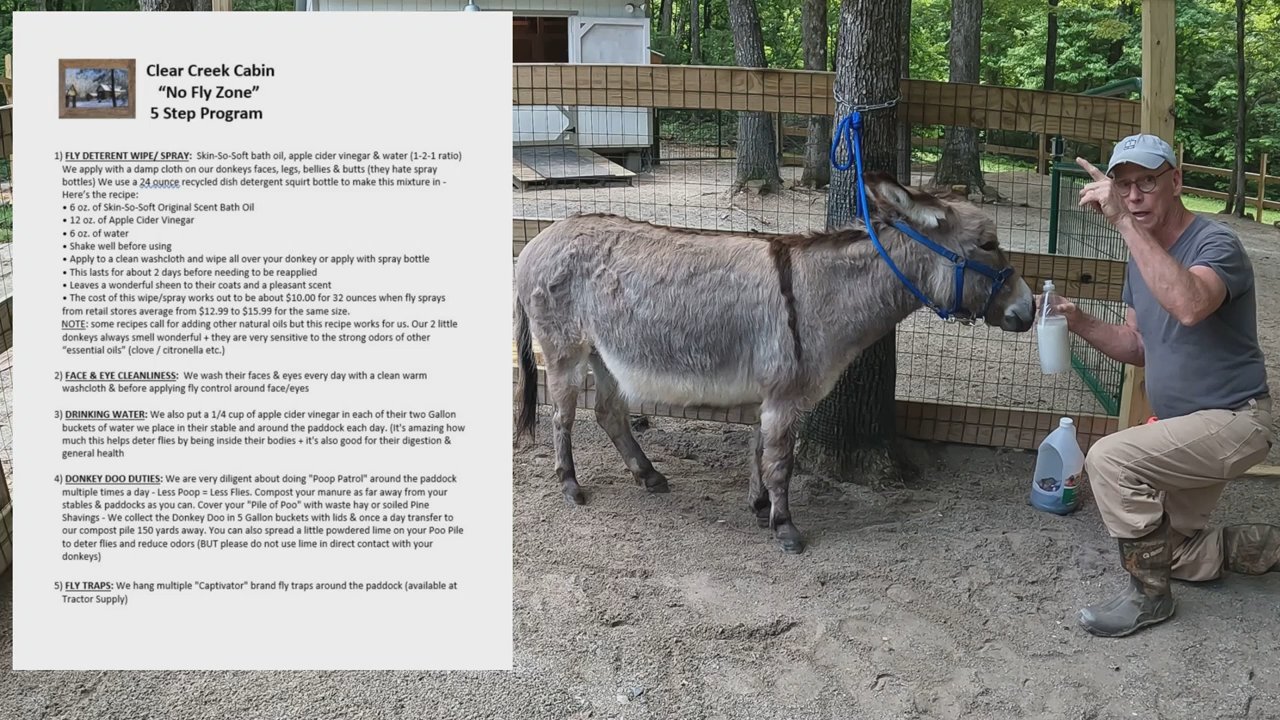 Clear Creek Cabin
“No Fly Zone”
5 Step Program
1) FLY DETERENT WIPE/ SPRAY: Skin-So-Soft bath oil, apple cider vinegar & water (1-2-1 ratio)
We apply with a damp cloth on our donkeys faces, legs, bellies & butts (they hate spray
bottles) We use a 24 ounce recycled dish detergent squirt bottle to make this mixture in -
Here’s the recipe:
• 6 oz. of Skin-So-Soft Original Scent Bath Oil
• 12 oz. of Apple Cider Vinegar
• 6 oz. of water
• Shake well before using
• Apply to a clean washcloth and wipe all over your donkey or apply with spray bottle
• This lasts for about 2 days before needing to be reapplied
• Leaves a wonderful sheen to their coats and a pleasant scent
• The cost of this wipe/spray works out to be about $10.00 for 32 ounces when fly sprays
from retail stores average from $12.99 to $15.99 for the same size.
NOTE: some recipes call for adding other natural oils but this recipe works for us. Our 2 little
donkeys always smell wonderful + they are very sensitive to the strong odors of other
“essential oils” (clove / citronella etc.)
2) FACE & EYE CLEANLINESS: We wash their faces & eyes every day with a clean warm
washcloth & before applying fly control around face/eyes
3) DRINKING WATER: We also put a 1/4 cup of apple cider vinegar in each of their two Gallon
buckets of water we place in their stable and around the paddock each day. (It's amazing how
much this helps deter flies by being inside their bodies + it's also good for their digestion &
general health
4) DONKEY DOO DUTIES: We are very diligent about doing "Poop Patrol" around the paddock
multiple times a day - Less Poop = Less Flies. Compost your manure as far away from your
stables & paddocks as you can. Cover your "Pile of Poo" with waste hay or soiled Pine
Shavings - We collect the Donkey Doo in 5 Gallon buckets with lids & once a day transfer to
our compost pile 150 yards away. You can also spread a little powdered lime on your Poo Pile
to deter flies and reduce odors (BUT please do not use lime in direct contact with your
donkeys)
5) FLY TRAPS: We hang multiple "Captivator" brand fly traps around the paddock (available at
Tractor Supply)